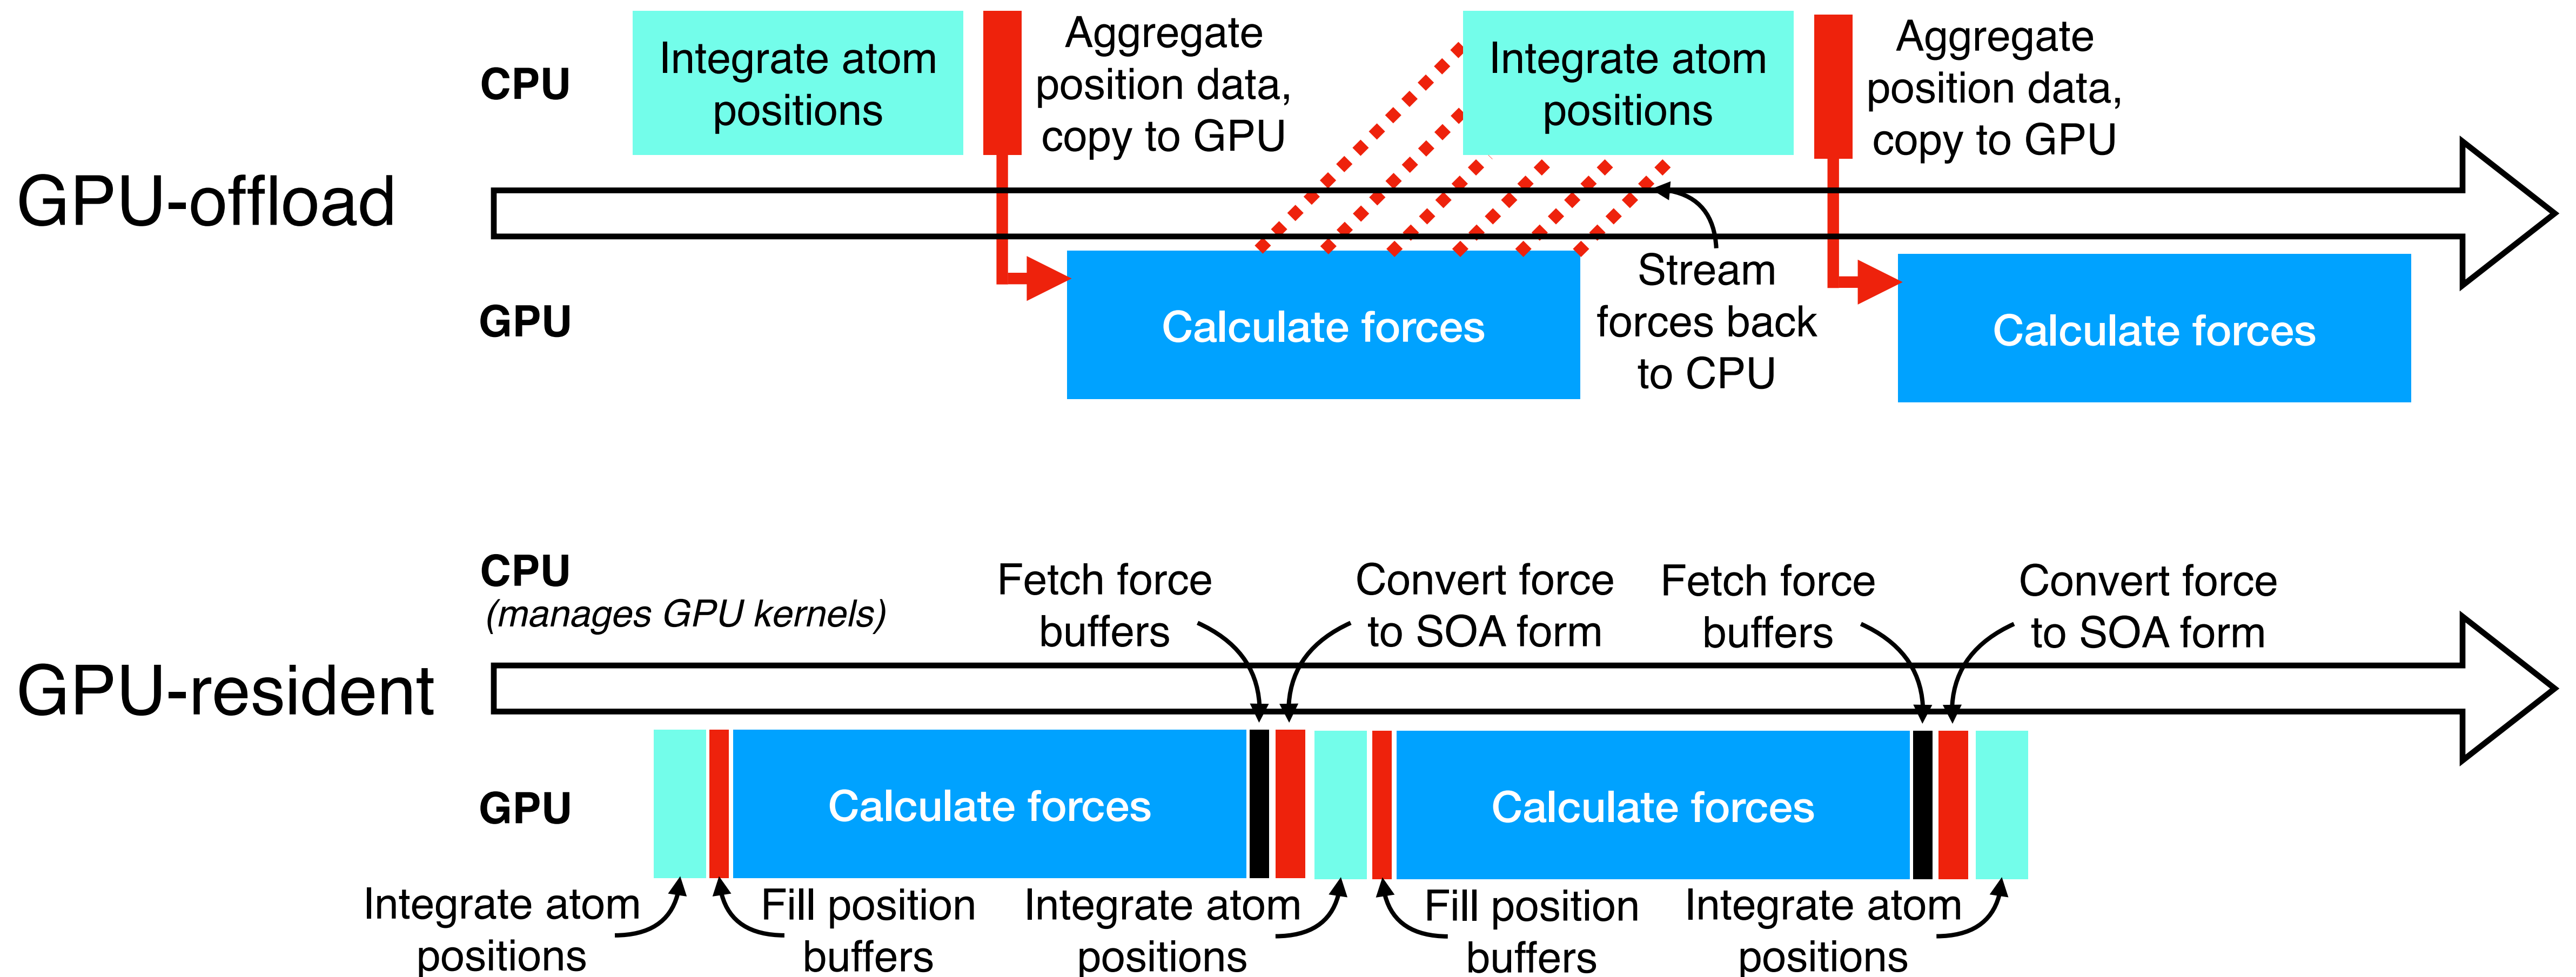 CPU
Integrate atom
positions
Aggregate
position data,
copy to GPU
Integrate atom
positions
Aggregate
position data,
copy to GPU
GPU-offload
GPU
Calculate forces
Stream
forces back
to CPU
Calculate forces
CPU
(manages GPU kernels)
Fetch force
buffers
Convert force
to SOA form
Fetch force
buffers
Convert force
to SOA form
GPU-resident
GPU
Calculate forces
Calculate forces
Integrate atom
positions
Fill position
buffers
Integrate atom
positions
Fill position
buffers
Integrate atom
positions